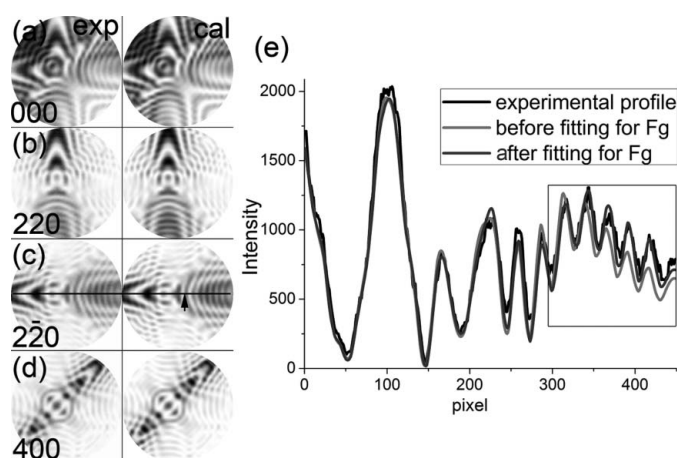 (a) exp cal
000
(b)
220
(c)
22̄0
(d)
400
(e)
experimental profile
before fitting for Fg
after fitting for Fg
Intensity
2000
1500
1000
500
0
0 100 200 300 400
pixel